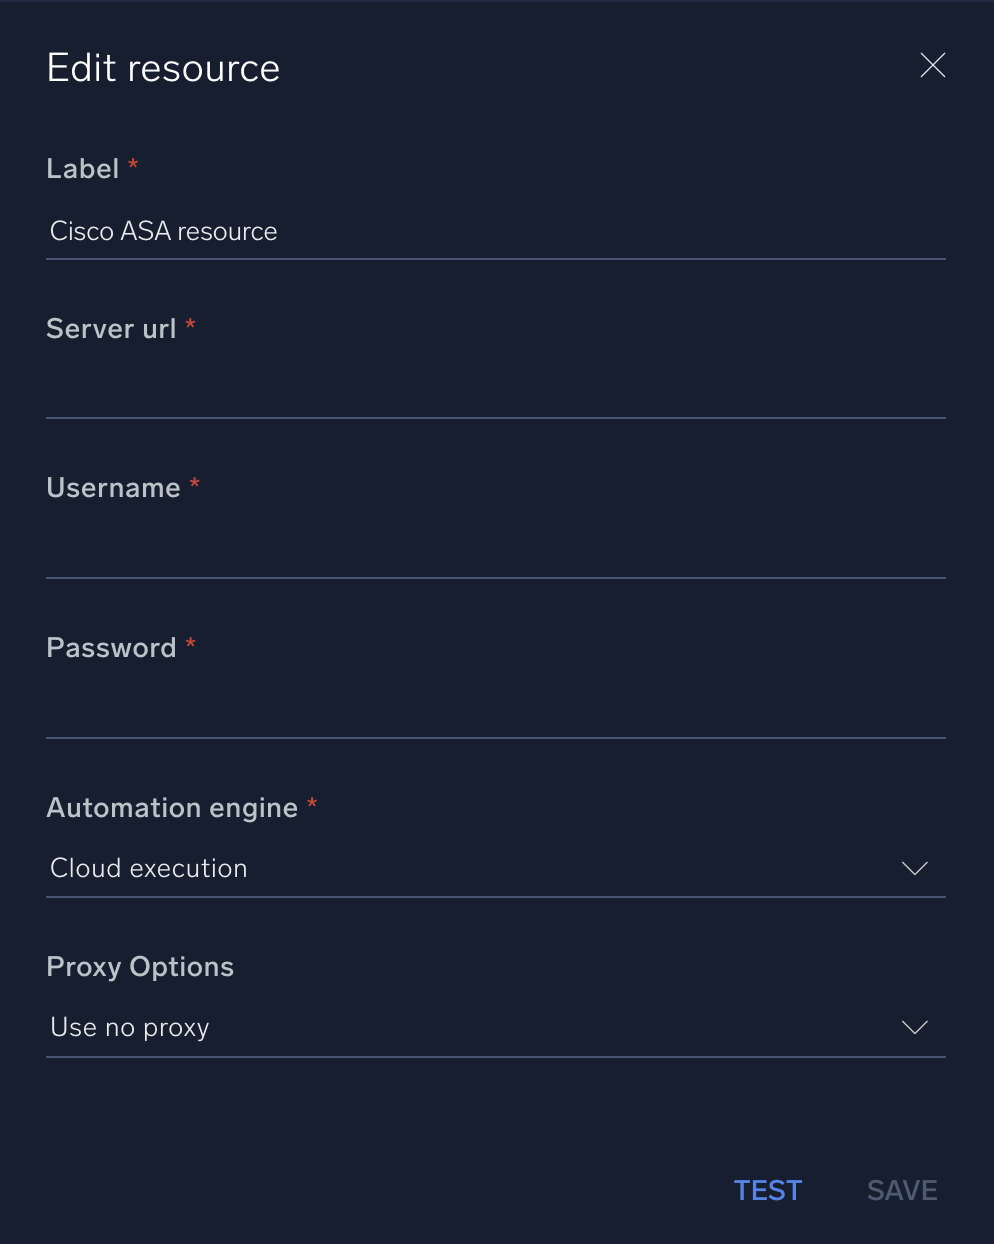 Edit resource
Label *
Cisco ASA resource
Server url *
Username *
Password *
Automation engine *
Cloud execution
Proxy Options
Use no proxy
TEST SAVE